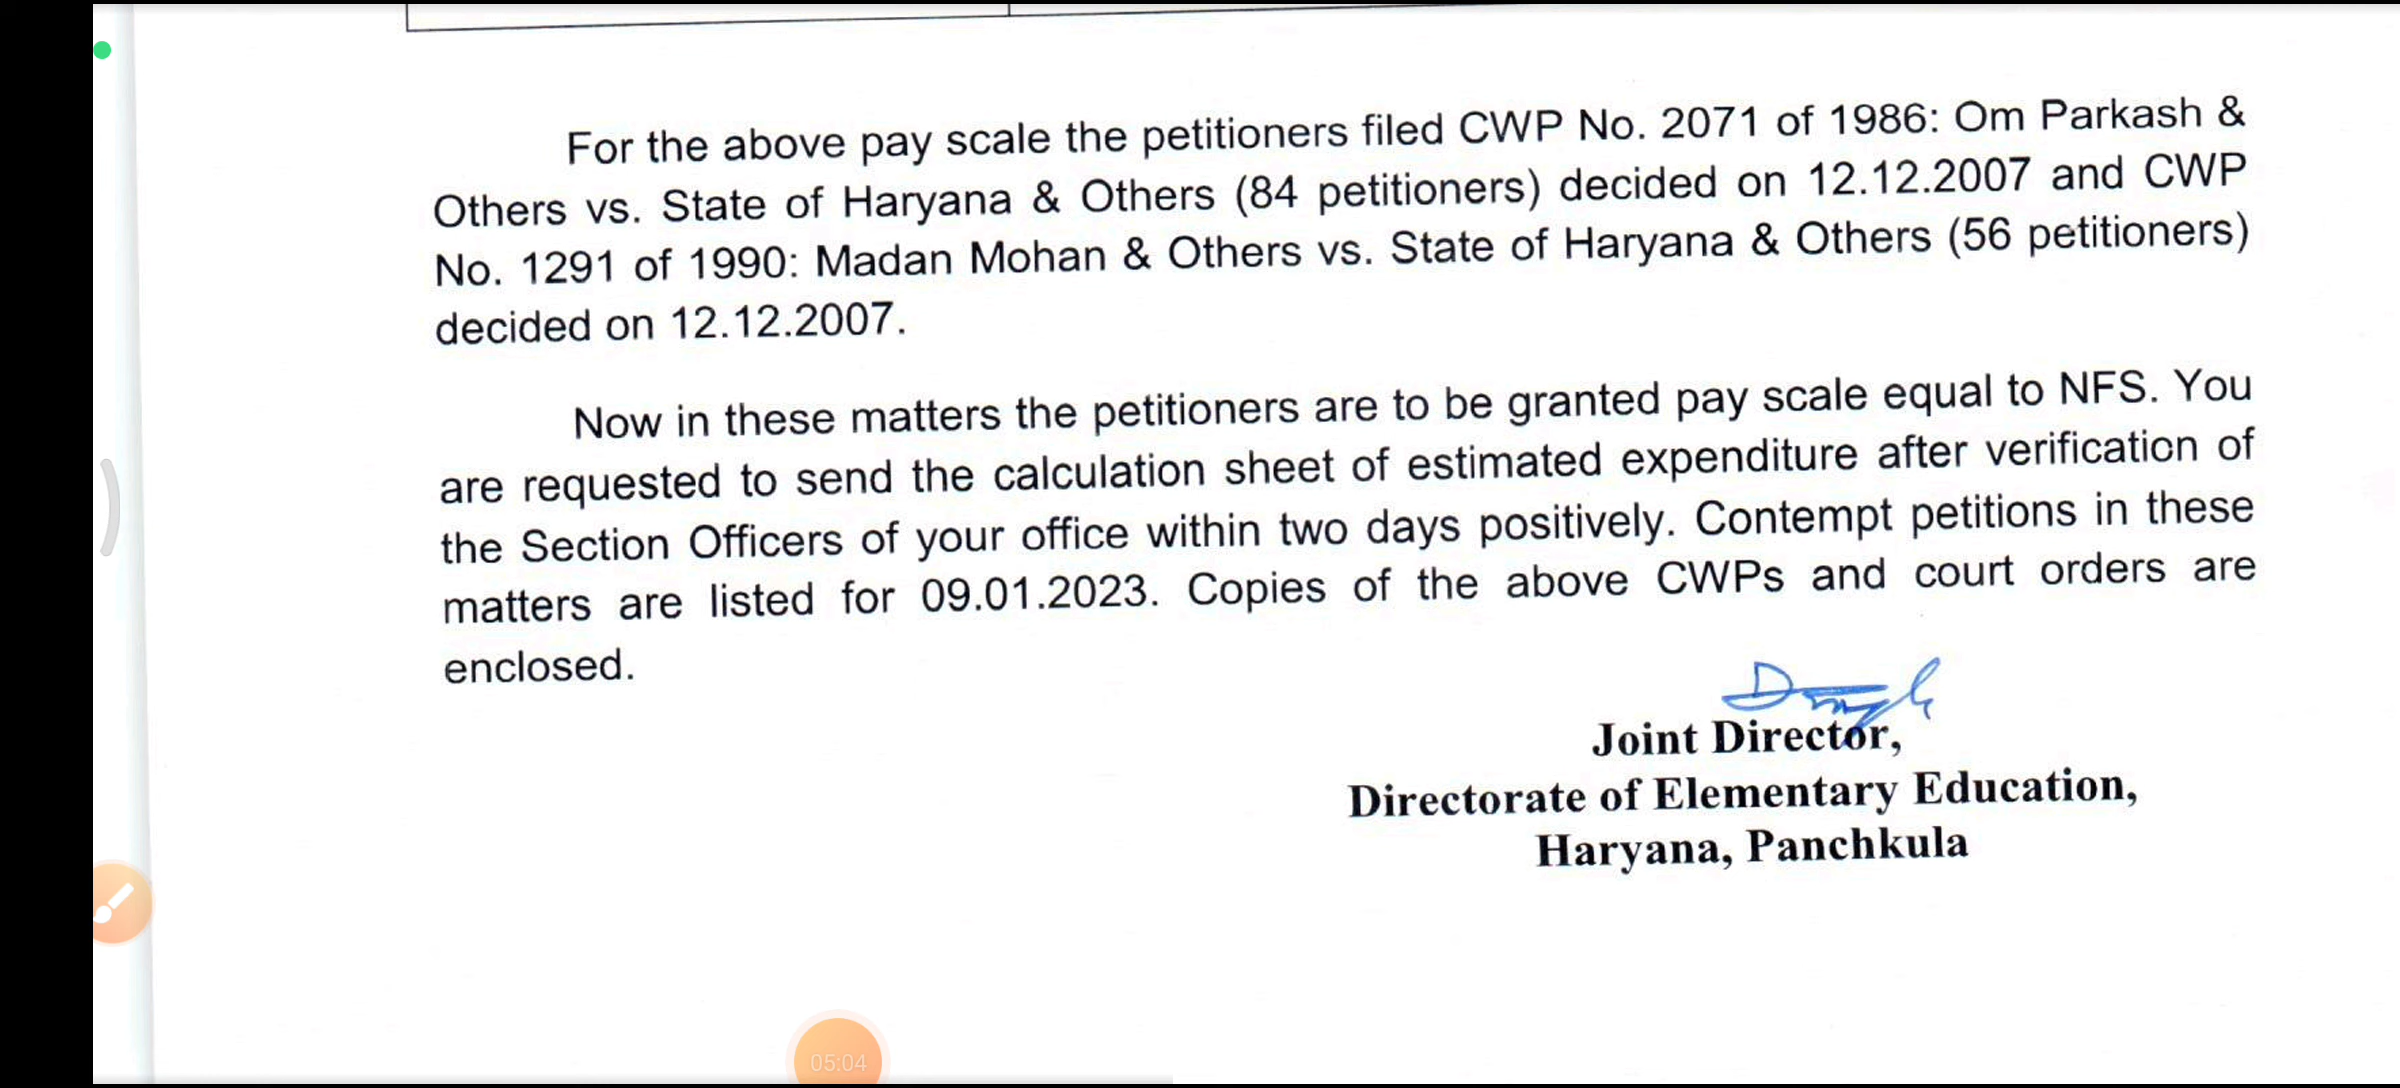 For the above pay scale the petitioners filed CWP No. 2071 of 1986: Om Parkash &
Others vs. State of Haryana & Others (84 petitioners) decided on 12.12.2007 and CWP
No. 1291 of 1990: Madan Mohan & Others vs. State of Haryana & Others (56 petitioners)
decided on 12.12.2007.
Now in these matters the petitioners are to be granted pay scale equal to NFS. You
are requested to send the calculation sheet of estimated expenditure after verification of
the Section Officers of your office within two days positively. Contempt petitions in these
matters are listed for 09.01.2023. Copies of the above CWPs and court orders are
enclosed.
Joint Director,
Directorate of Elementary Education,
Haryana, Panchkula
05:04